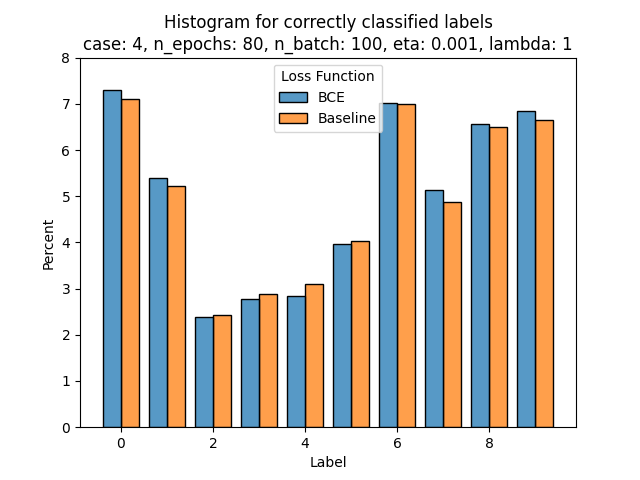 Histogram for correctly classified labels
case: 4, n_epochs: 80, n_batch: 100, eta: 0.001, lambda: 1
Loss Function
BCE
Baseline
Percent
8
7
6
5
4
3
2
1
0
0 2 4 6 8
Label